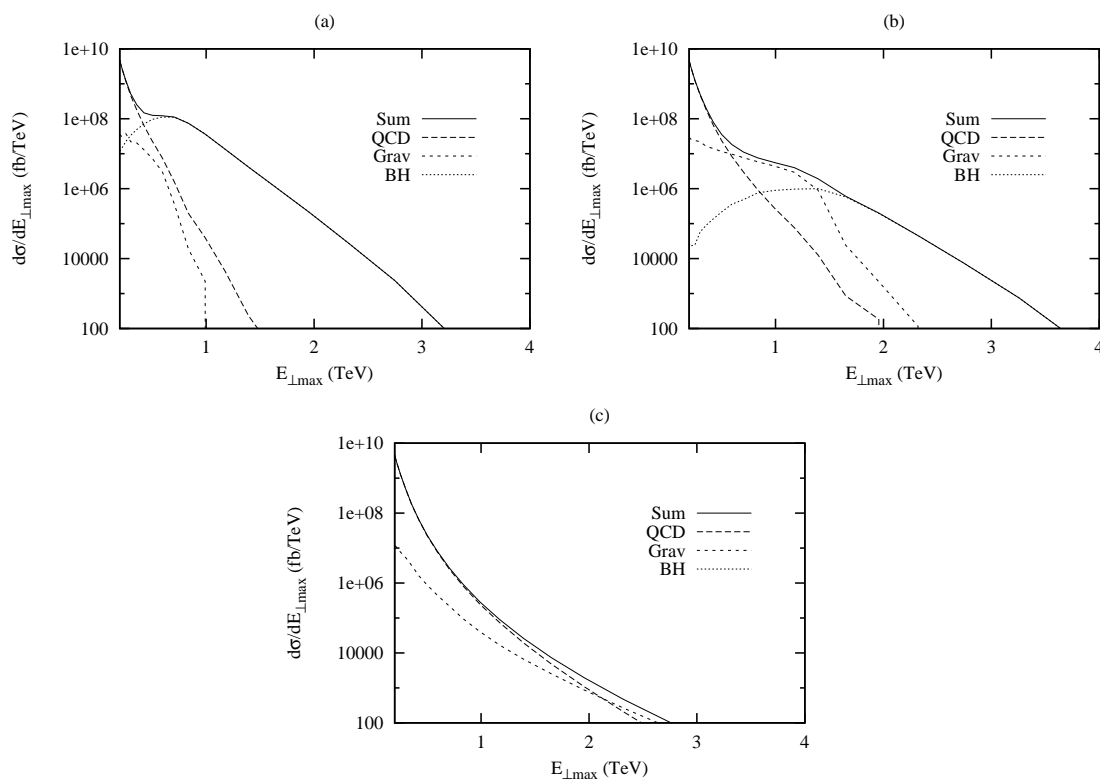 (a)
1e+10
1e+08
1e+06
10000
100
dσ/dE⊥max (fb/TeV)
Sum
QCD
Grav
BH
1 2 3 4
E⊥max (TeV)
(b)
1e+10
1e+08
1e+06
10000
100
dσ/dE⊥max (fb/TeV)
Sum
QCD
Grav
BH
1 2 3 4
E⊥max (TeV)
(c)
1e+10
1e+08
1e+06
10000
100
dσ/dE⊥max (fb/TeV)
Sum
QCD
Grav
BH
1 2 3 4
E⊥max (TeV)